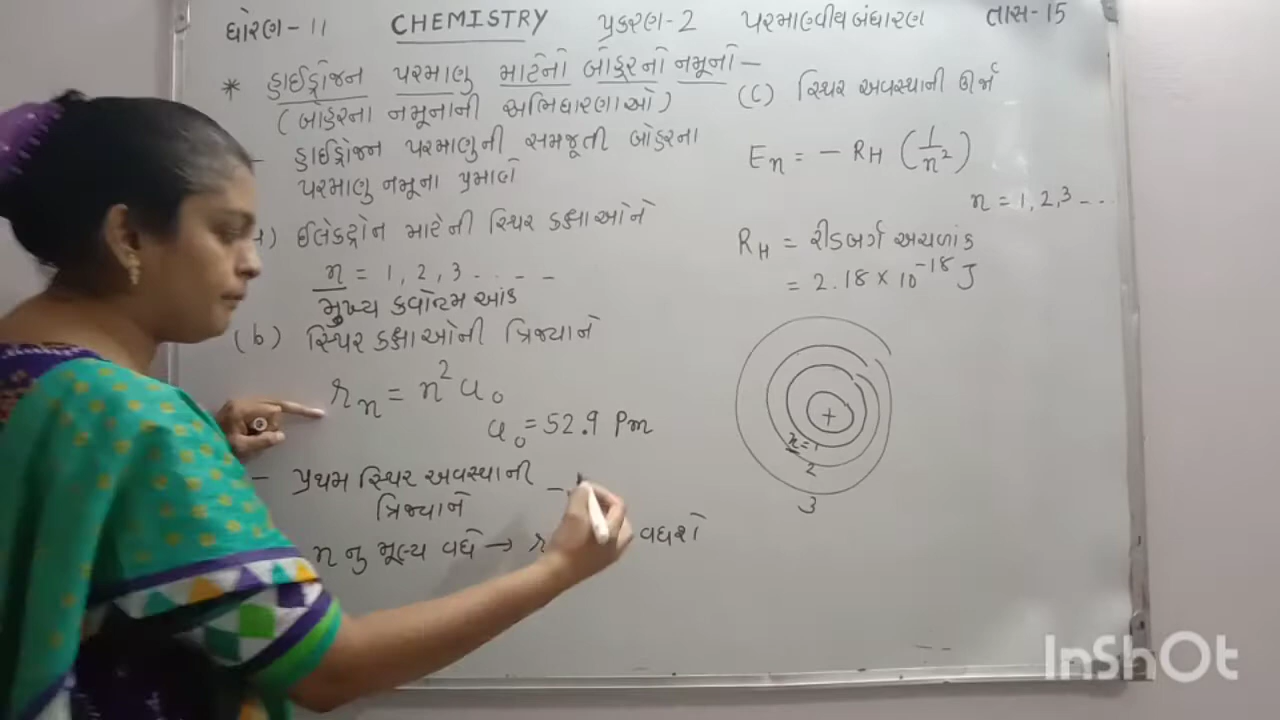 ધોરણ - 11 CHEMISTRY પ્રકરણ-2 પરમાણ્વીય બંધારણ તાસ-15
* હાઈડ્રોજન પરમાણુ માટેનો બોહ્રનો નમૂનો -
(બોહ્રના નમૂનાની અભિધારણાઓ)
- હાઈડ્રોજન પરમાણુની સમજૂતી બોહ્રના
પરમાણુ નમૂના પ્રમાણે
) ઈલેક્ટ્રોન માટેની સ્થિર કક્ષાઓને
n = 1, 2, 3 - - - -
મુખ્ય ક્વોન્ટમ આંક
(b) સ્થિર કક્ષાઓની ત્રિજ્યાને
rₙ = n² a₀
a₀ = 52.9 Pm
- પ્રથમ સ્થિર અવસ્થાની
ત્રિજ્યાને
n નુ મૂલ્ય વધે → r વધશે
(C) સ્થિર અવસ્થાની ઊર્જા
Eₙ = - RH (1/n²)
n = 1, 2, 3 - - -
RH = રીડબર્ગ અચળાંક
= 2.18 × 10⁻¹⁸ J
+
n=1
2
3
InShOt